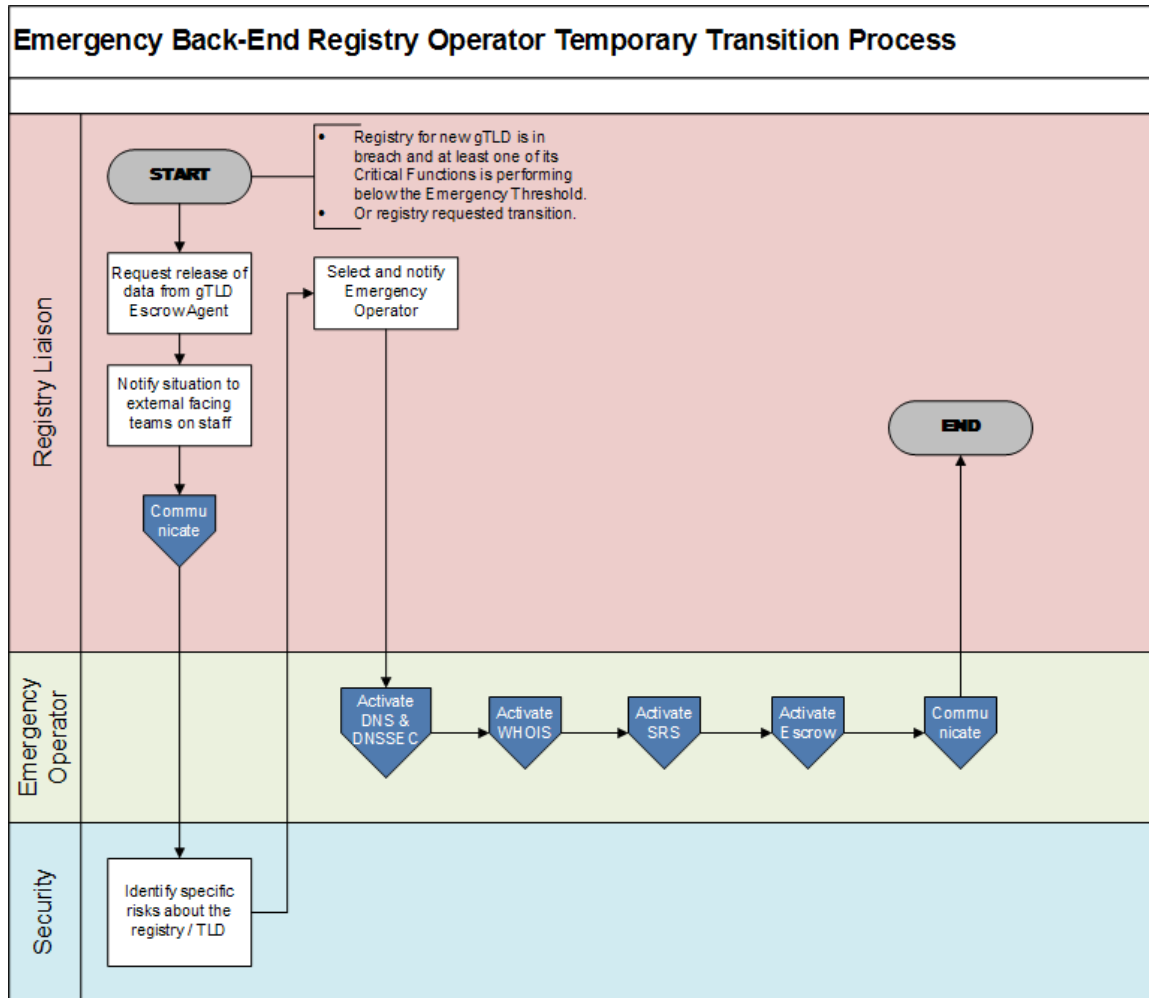 Emergency Back-End Registry Operator Temporary Transition Process
Registry Liaison
START
• Registry for new gTLD is in
breach and at least one of its
Critical Functions is performing
below the Emergency Threshold.
• Or registry requested transition.
Request release of
data from gTLD
Escrow Agent
Select and notify
Emergency
Operator
Notify situation to
external facing
teams on staff
Commu
nicate
END
Emergency
Operator
Activate
DNS &
DNSSEC
Activate
WHOIS
Activate
SRS
Activate
Escrow
Commu
nicate
Security
Identify specific
risks about the
registry / TLD